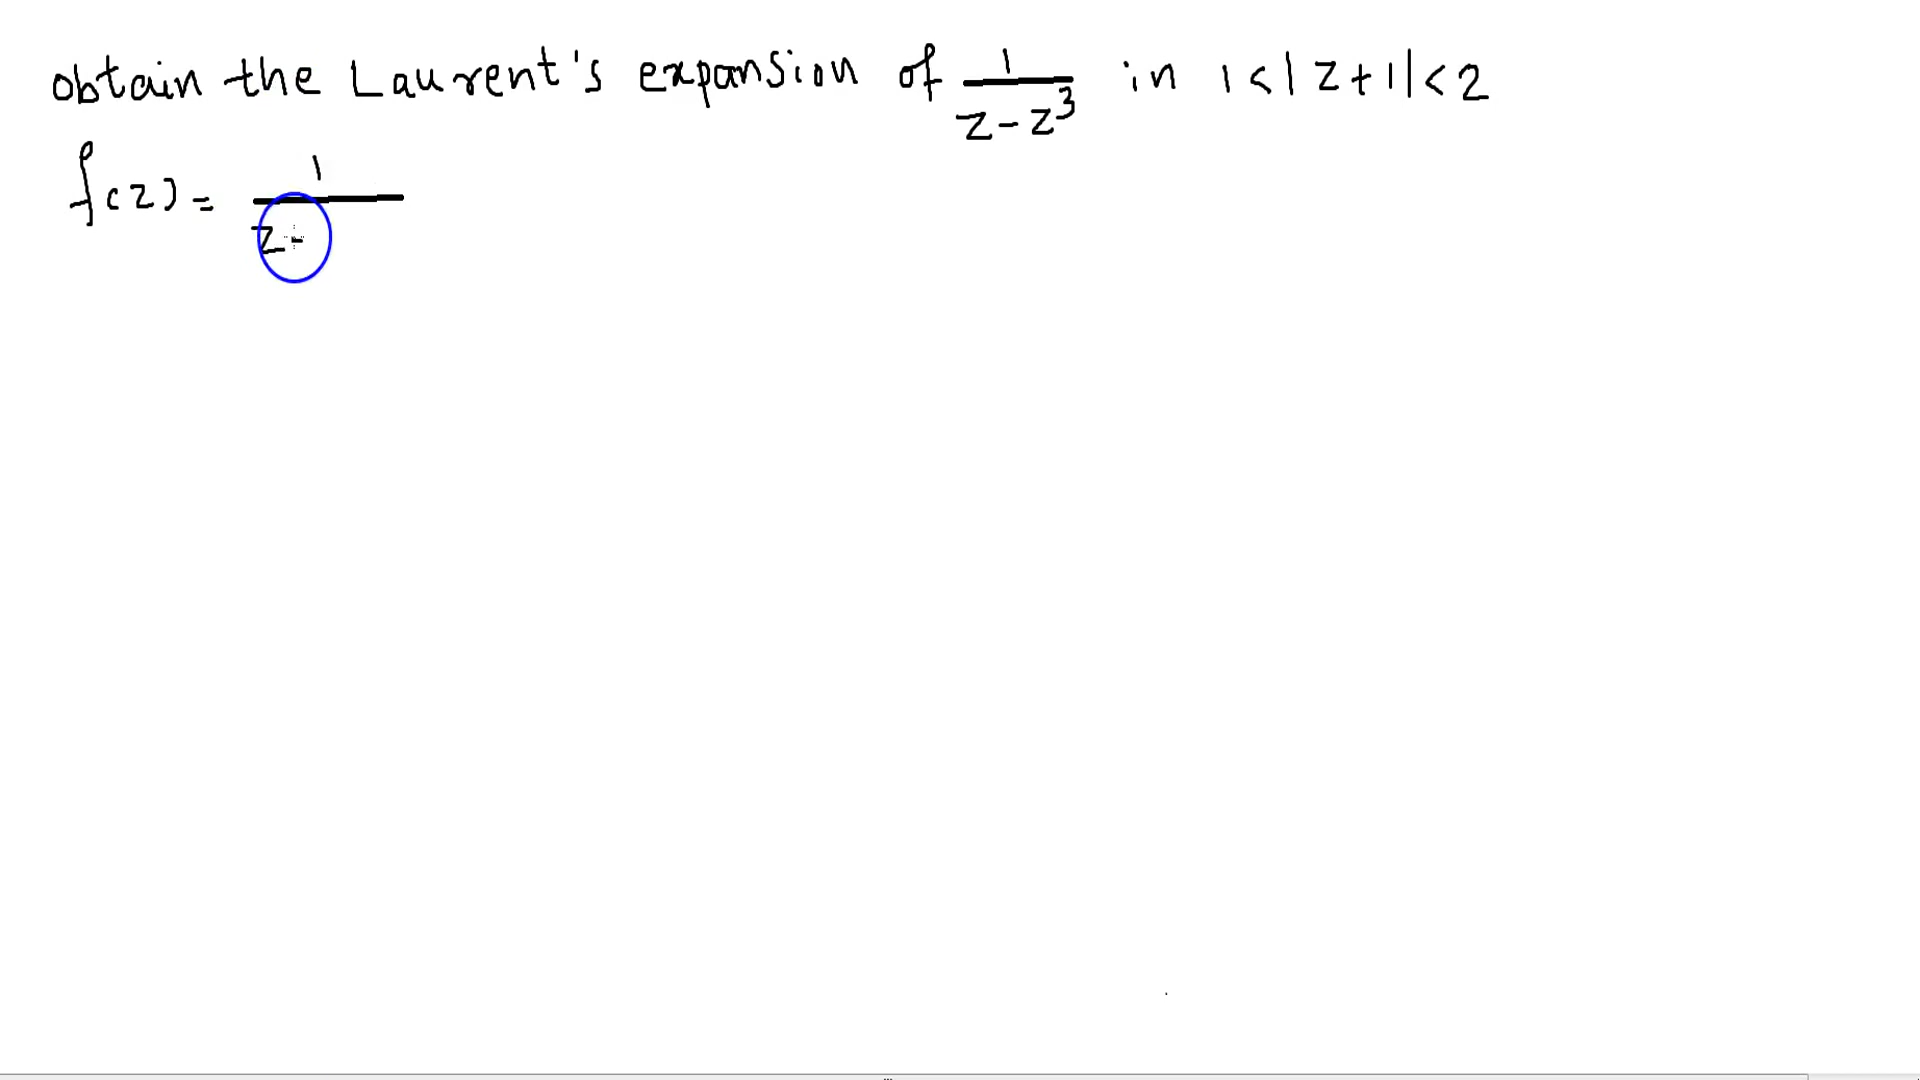 obtain the Laurent's expansion of 1/(z-z³) in 1<|z+1|<2
f(z)= 1/(z-